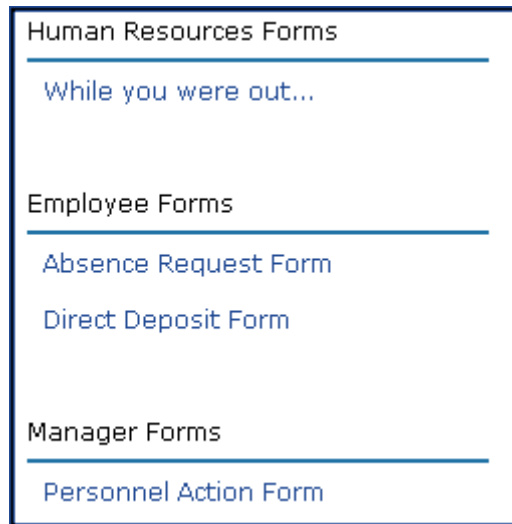 Human Resources Forms
While you were out...
Employee Forms
Absence Request Form
Direct Deposit Form
Manager Forms
Personnel Action Form